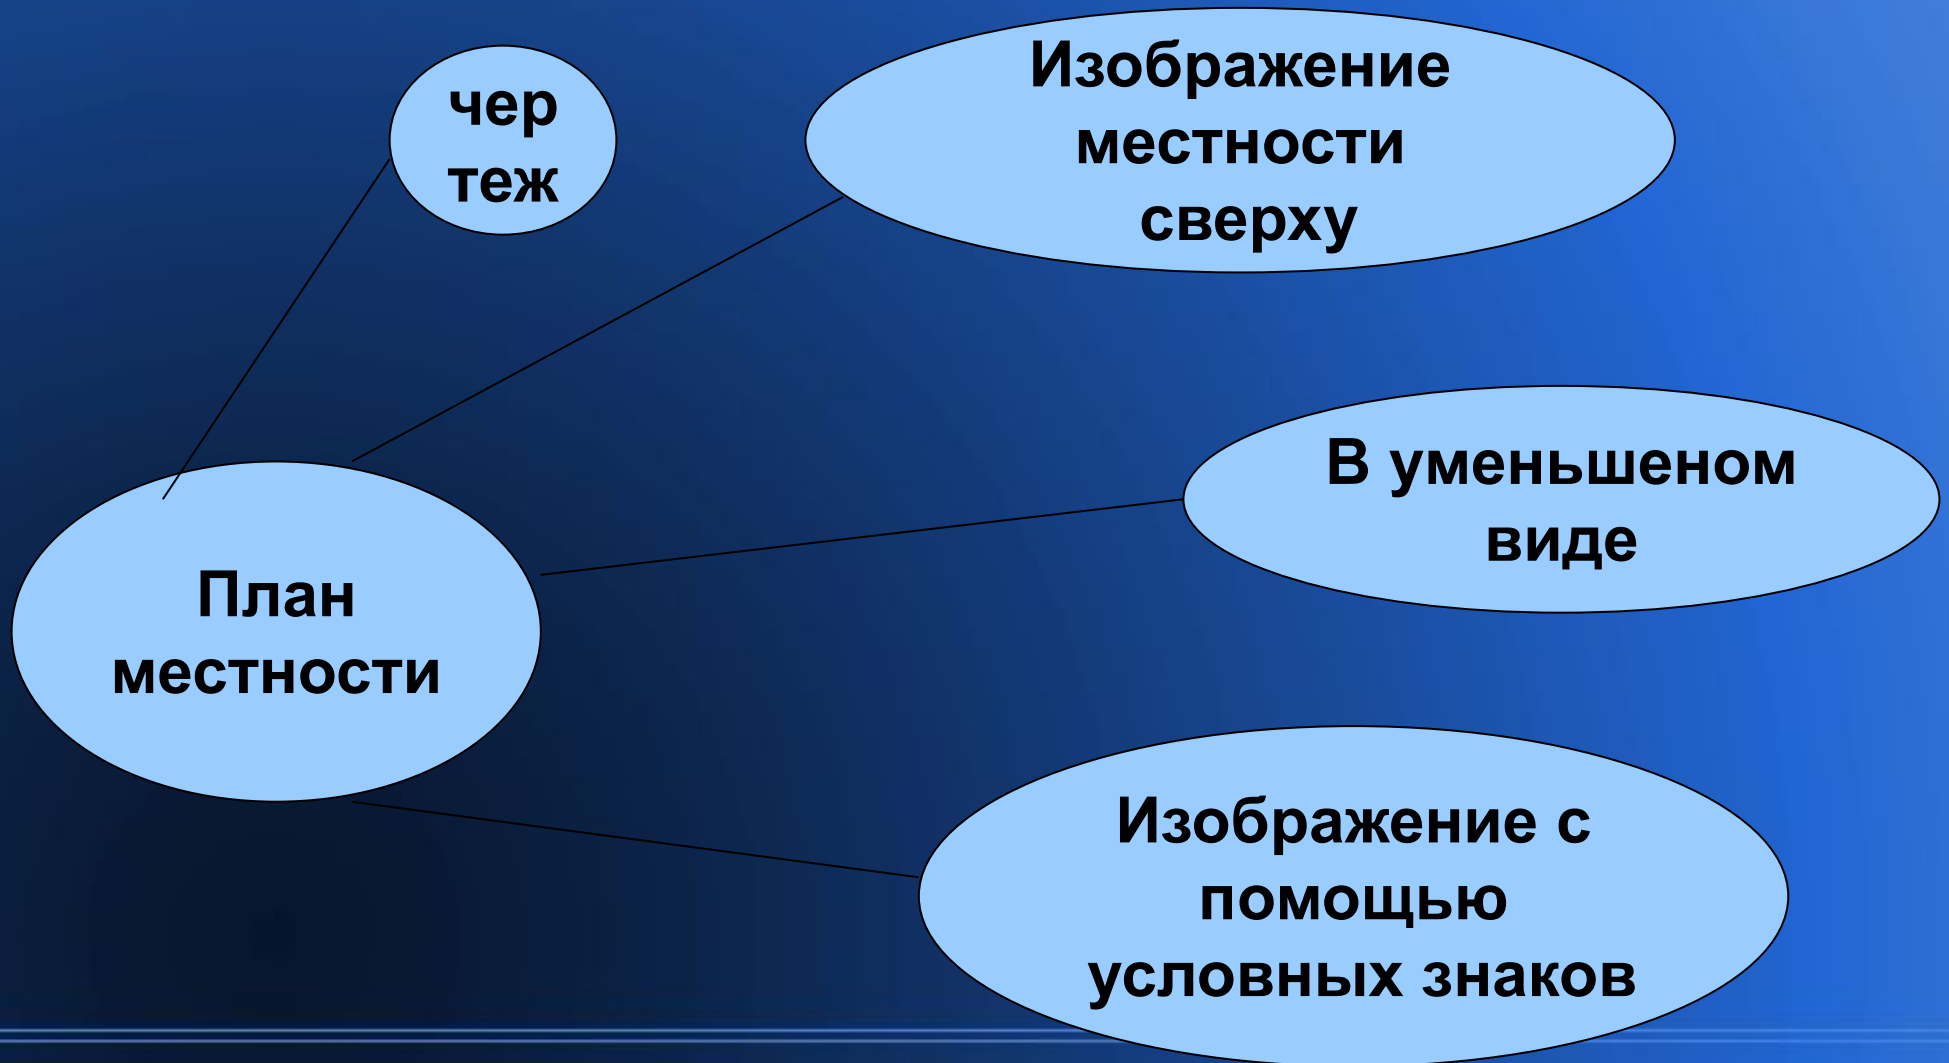 чер
теж
Изображение
местности
сверху
В уменьшеном
виде
План
местности
Изображение с
помощью
условных знаков